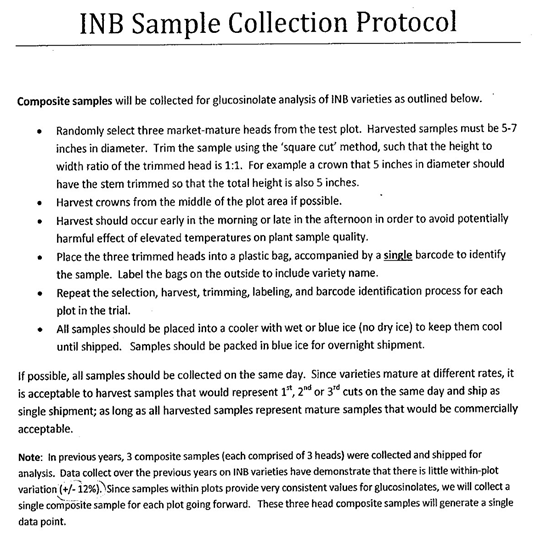 INB Sample Collection Protocol
Composite samples will be collected for glucosinolate analysis of INB varieties as outlined below.
• Randomly select three market-mature heads from the test plot. Harvested samples must be 5-7
inches in diameter. Trim the sample using the 'square cut' method, such that the height to
width ratio of the trimmed head is 1:1. For example a crown that 5 inches in diameter should
have the stem trimmed so that the total height is also 5 inches.
• Harvest crowns from the middle of the plot area if possible.
• Harvest should occur early in the morning or late in the afternoon in order to avoid potentially
harmful effect of elevated temperatures on plant sample quality.
• Place the three trimmed heads into a plastic bag, accompanied by a single barcode to identify
the sample. Label the bags on the outside to include variety name.
• Repeat the selection, harvest, trimming, labeling, and barcode identification process for each
plot in the trial.
• All samples should be placed into a cooler with wet or blue ice (no dry ice) to keep them cool
until shipped. Samples should be packed in blue ice for overnight shipment.
If possible, all samples should be collected on the same day. Since varieties mature at different rates, it
is acceptable to harvest samples that would represent 1st, 2nd or 3rd cuts on the same day and ship as
single shipment; as long as all harvested samples represent mature samples that would be commercially
acceptable.
Note: In previous years, 3 composite samples (each comprised of 3 heads) were collected and shipped for
analysis. Data collect over the previous years on INB varieties have demonstrate that there is little within-plot
variation (+/- 12%). Since samples within plots provide very consistent values for glucosinolates, we will collect a
single composite sample for each plot going forward. These three head composite samples will generate a single
data point.